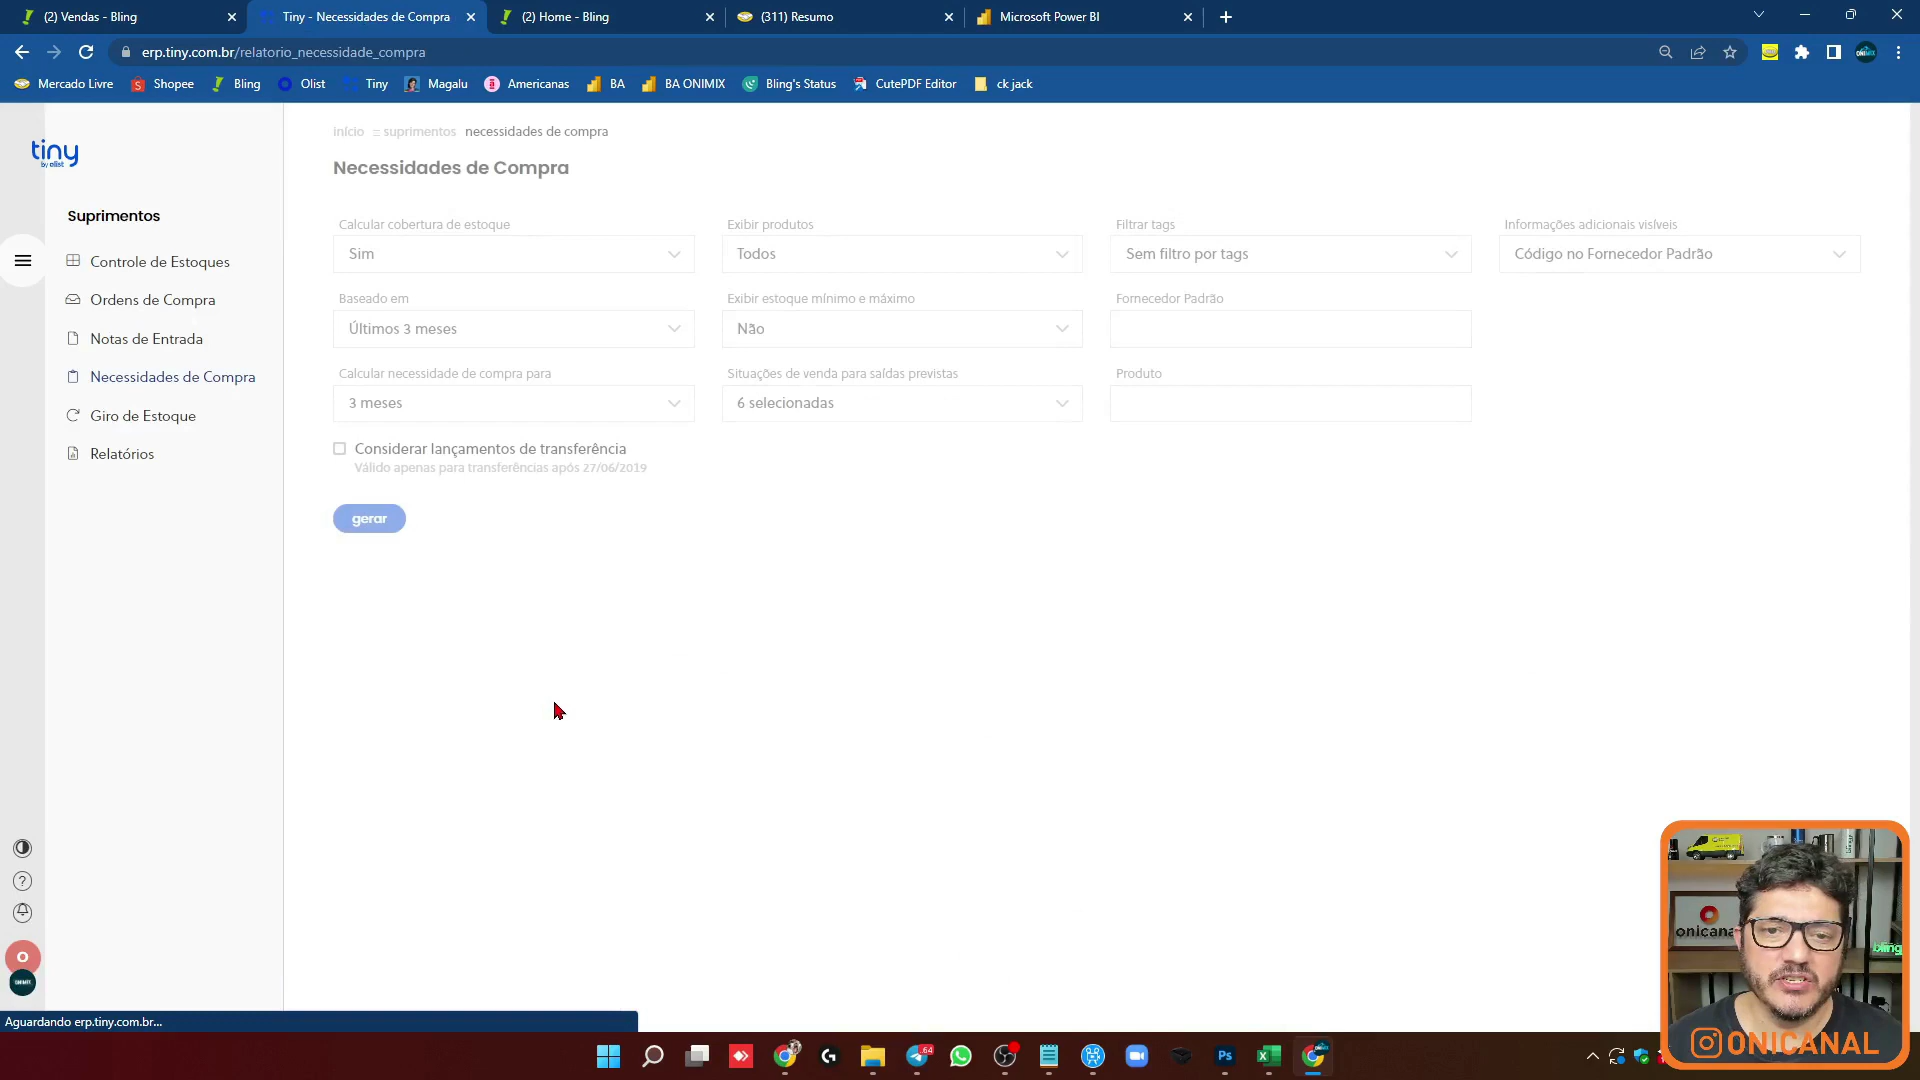 (2) Vendas - Bling
Tiny - Necessidades de Compra
(2) Home - Bling
(311) Resumo
Microsoft Power BI
erp.tiny.com.br/relatorio_necessidade_compra
Mercado Livre
Shopee
Bling
Olist
Tiny
Magalu
Americanas
BA
BA ONIMIX
Bling's Status
CutePDF Editor
ck jack
tiny
by olist
Suprimentos
Controle de Estoques
Ordens de Compra
Notas de Entrada
Necessidades de Compra
Giro de Estoque
Relatórios
início
suprimentos
necessidades de compra
Necessidades de Compra
Calcular cobertura de estoque
Sim
Exibir produtos
Todos
Filtrar tags
Sem filtro por tags
Informações adicionais visíveis
Código no Fornecedor Padrão
Baseado em
Últimos 3 meses
Exibir estoque mínimo e máximo
Não
Fornecedor Padrão
Calcular necessidade de compra para
3 meses
Situações de venda para saídas previstas
6 selecionadas
Produto
Considerar lançamentos de transferência
Válido apenas para transferências após 27/06/2019
gerar
O
Aguardando erp.tiny.com.br...
64
Ps
bling
ONICANAL